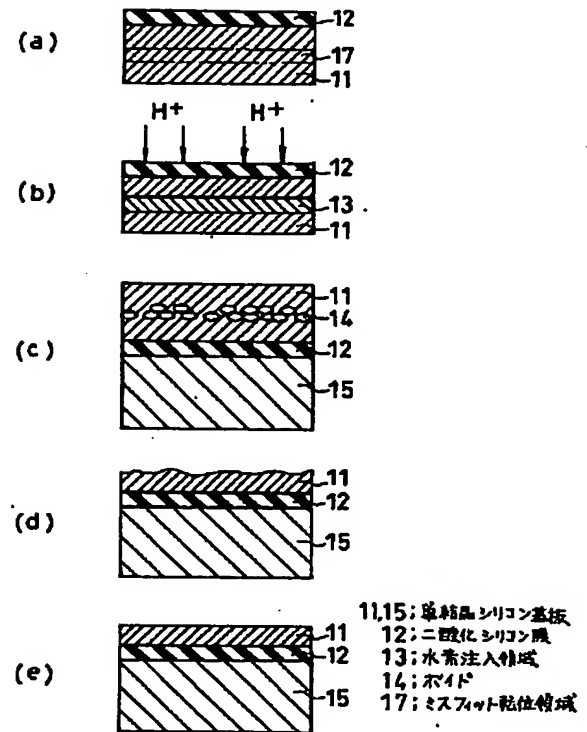 (a)
12
17
11
H+ H+
(b)
12
13
11
(c)
11
14
12
15
(d)
11
12
15
(e)
11
12
15
11,15；単結晶シリコン基板
12；二酸化シリコン膜
13；水素注入領域
14；ボイド
17；ミスフィット転位領域